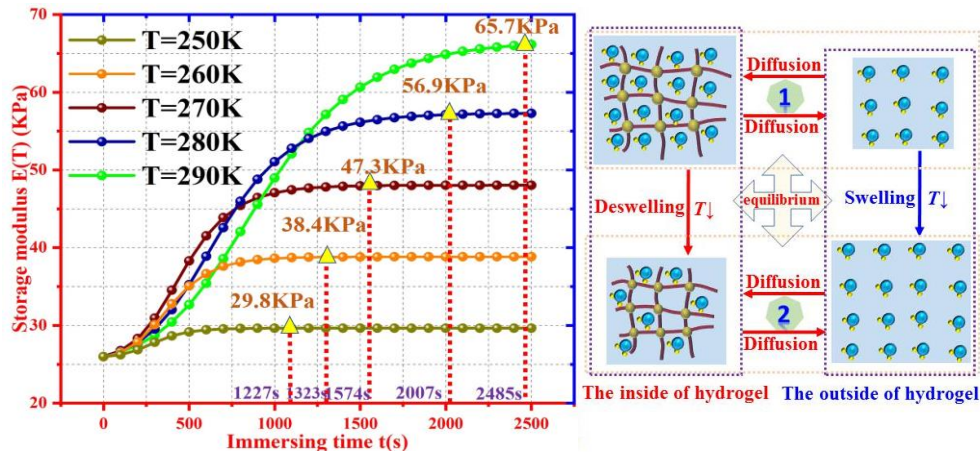 Storage modulus E(T) (KPa)
70
60
50
40
30
20
T=250K
T=260K
T=270K
T=280K
T=290K
65.7KPa
56.9KPa
47.3KPa
38.4KPa
29.8KPa
1227s
1323s
1574s
2007s
2485s
0
500
1000
1500
2000
2500
Immersing time t(s)
Diffusion
1
Diffusion
Deswelling T↓
equilibrium
Swelling T↓
Diffusion
2
Diffusion
The inside of hydrogel
The outside of hydrogel